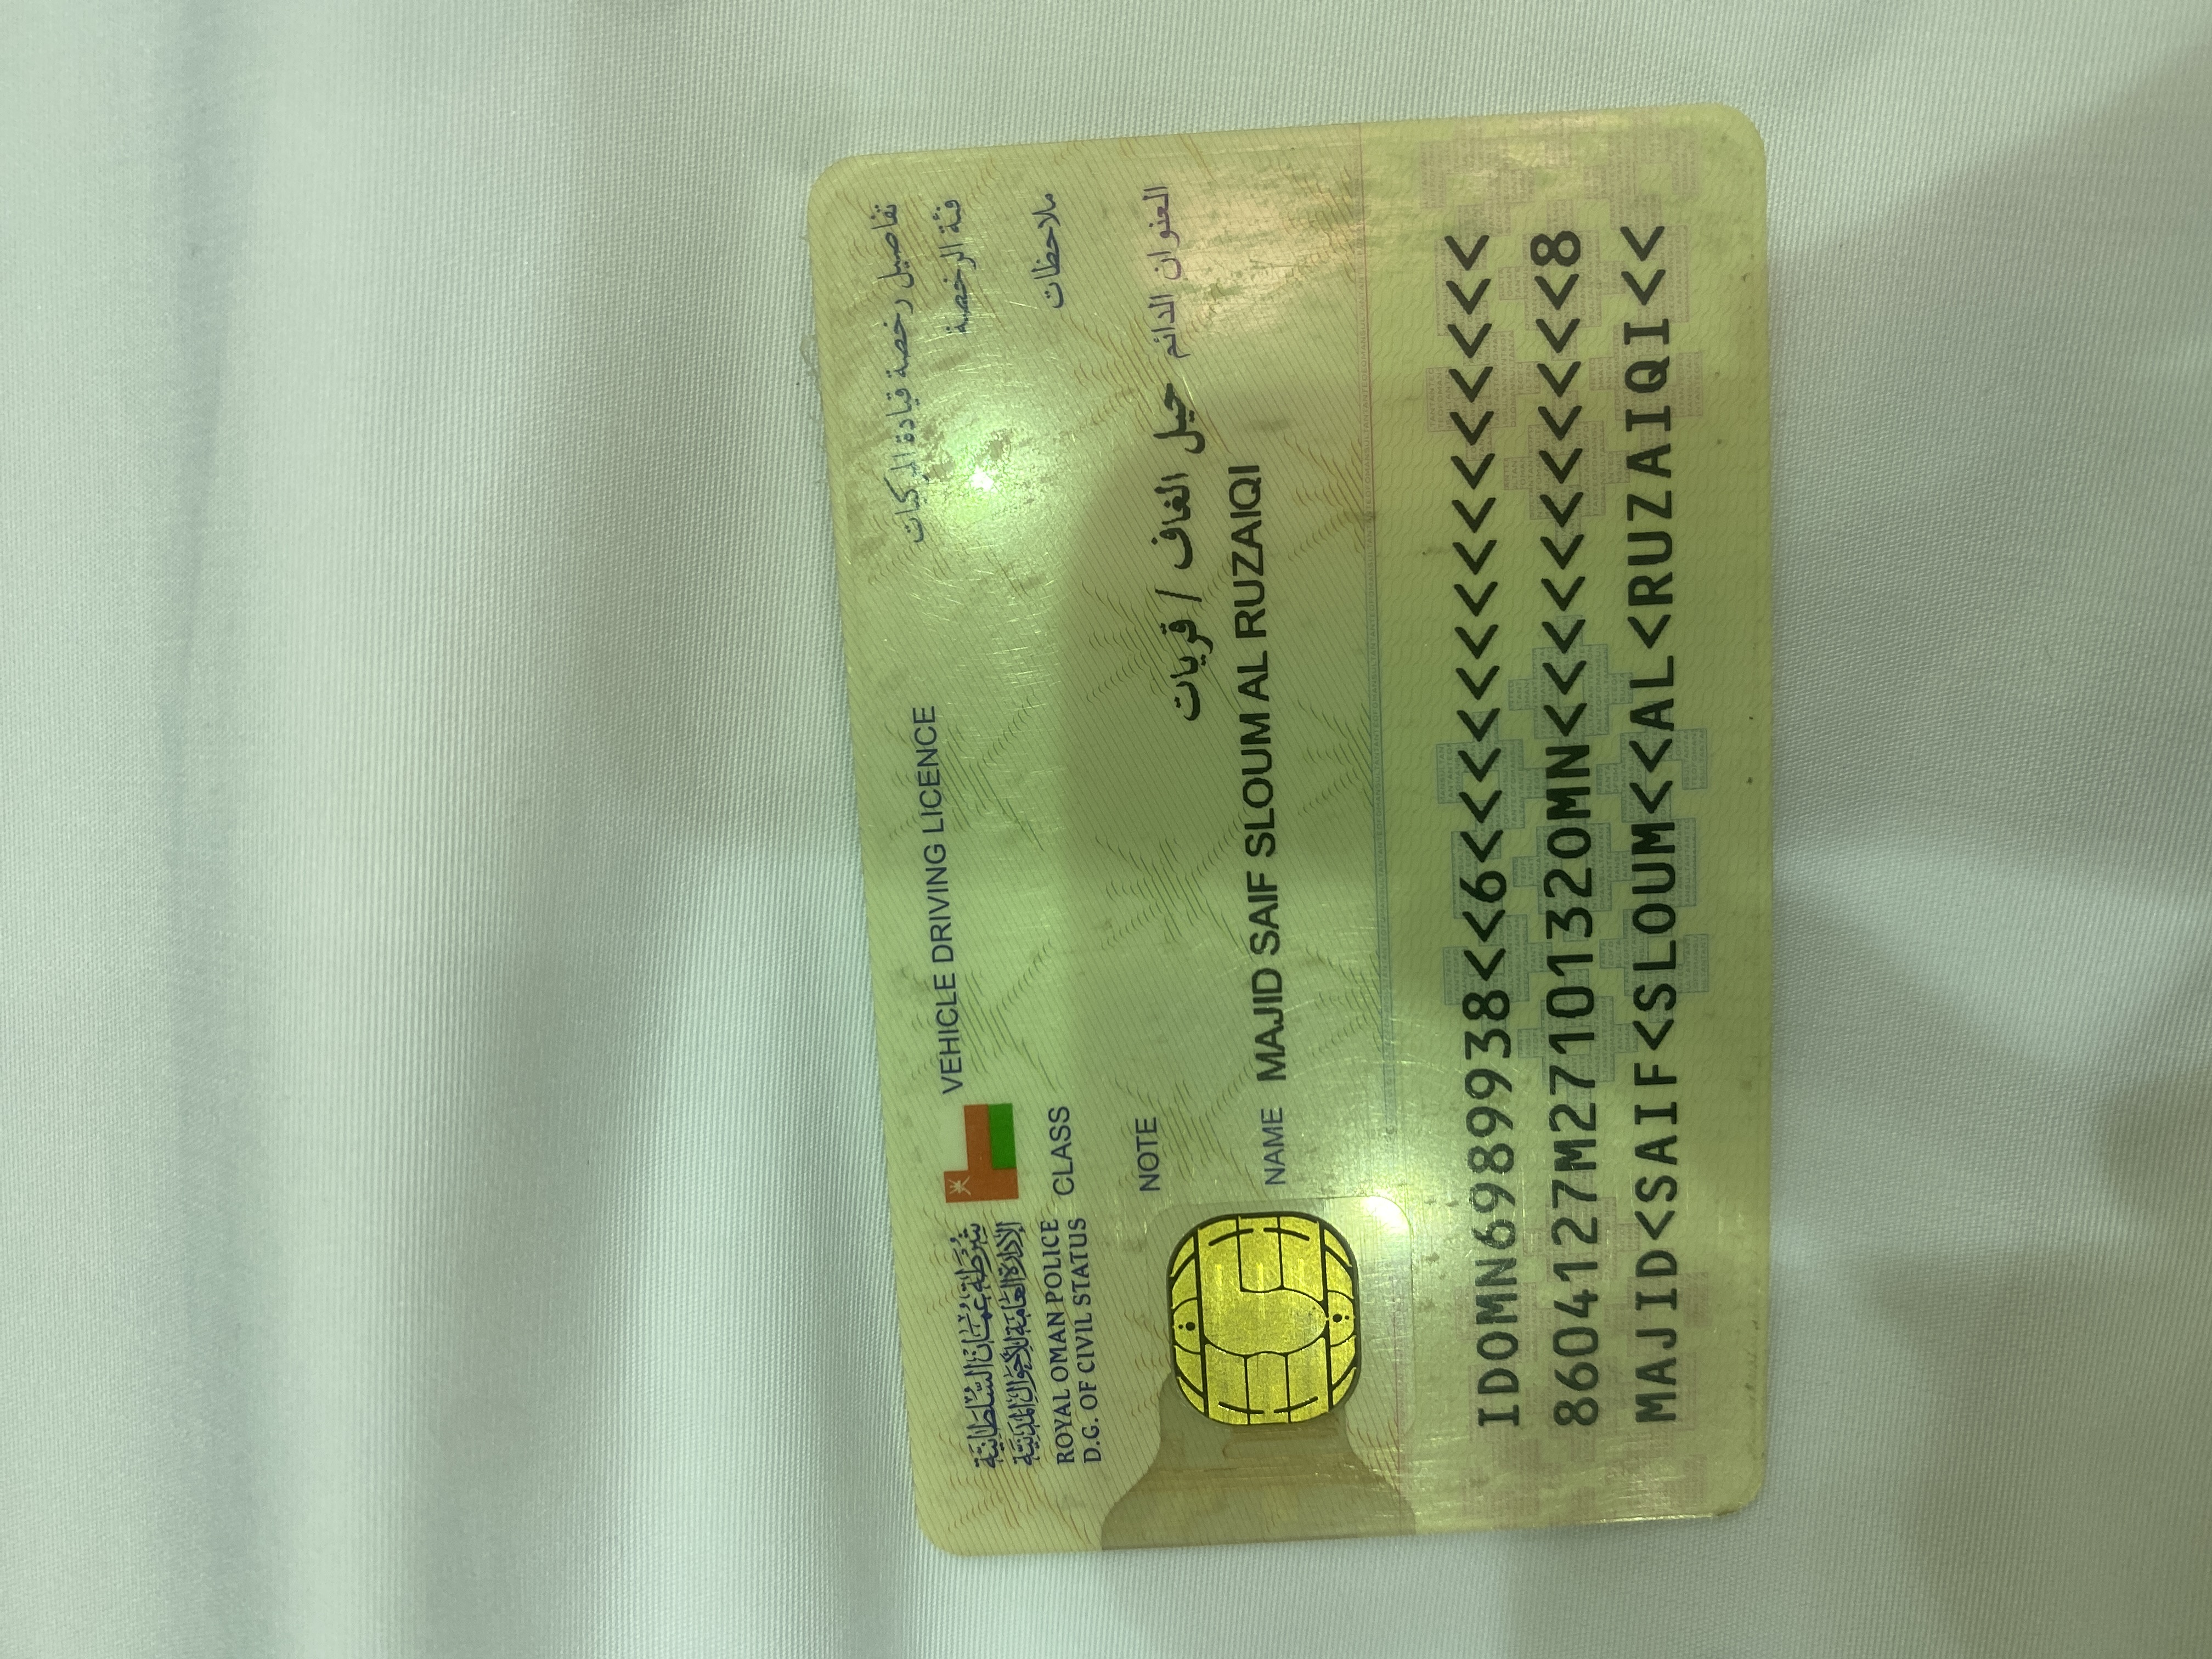 شرطة عمان السلطانية
الإدارة العامة للأحوال المدنية
ROYAL OMAN POLICE
D.G. OF CIVIL STATUS
VEHICLE DRIVING LICENCE تفاصيل رخصة قيادة المركبات
CLASS فئة الرخصة
NOTE ملاحظات
العنوان الدائم حيل الغاف / قريات
NAME MAJID SAIF SLOUM AL RUZAIQI
IDOMN6989938<<6<<<<<<<<<<<<<<<
8604127M2710132OMN<<<<<<<<<<<8
MAJID<SAIF<SLOUM<<AL<RUZAIQI<<